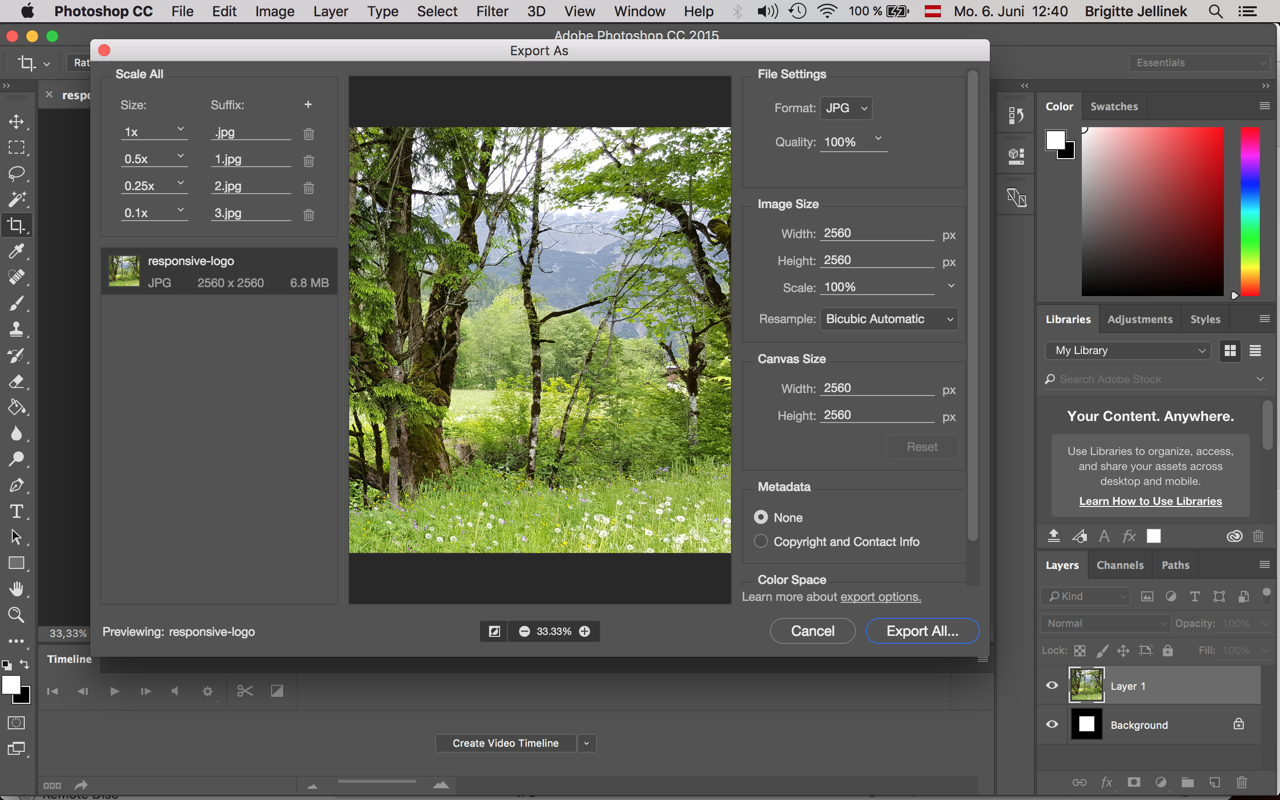 Photoshop CC File Edit Image Layer Type Select Filter 3D View Window Help 100 % Mo. 6. Juni 12:40 Brigitte Jellinek
Adobe Photoshop CC 2015
Export As
Essentials
Scale All
Size: Suffix: +
1x .jpg
0.5x 1.jpg
0.25x 2.jpg
0.1x 3.jpg
responsive-logo
JPG 2560 x 2560 6.8 MB
Previewing: responsive-logo
33.33%
File Settings
Format: JPG
Quality: 100%
Image Size
Width: 2560 px
Height: 2560 px
Scale: 100%
Resample: Bicubic Automatic
Canvas Size
Width: 2560 px
Height: 2560 px
Reset
Metadata
None
Copyright and Contact Info
Color Space
Learn more about export options.
Cancel Export All...
33,33%
Timeline
Create Video Timeline
Color Swatches
Libraries Adjustments Styles
My Library
Search Adobe Stock
Your Content. Anywhere.
Use Libraries to organize, access,
and share your assets across
desktop and mobile.
Learn How to Use Libraries
Layers Channels Paths
Kind
Normal Opacity: 100%
Lock: Fill: 100%
Layer 1
Background